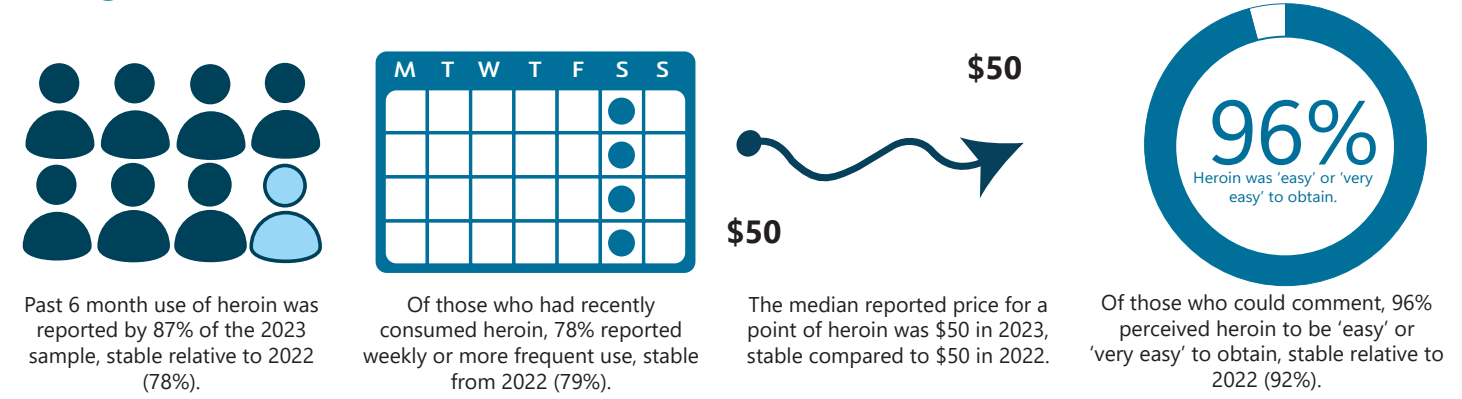 M T W T F S S
$50
$50
96%
Heroin was ‘easy’ or ‘very
easy’ to obtain.
Past 6 month use of heroin was
reported by 87% of the 2023
sample, stable relative to 2022
(78%).
Of those who had recently
consumed heroin, 78% reported
weekly or more frequent use, stable
from 2022 (79%).
The median reported price for a
point of heroin was $50 in 2023,
stable compared to $50 in 2022.
Of those who could comment, 96%
perceived heroin to be ‘easy’ or
‘very easy’ to obtain, stable relative to
2022 (92%).